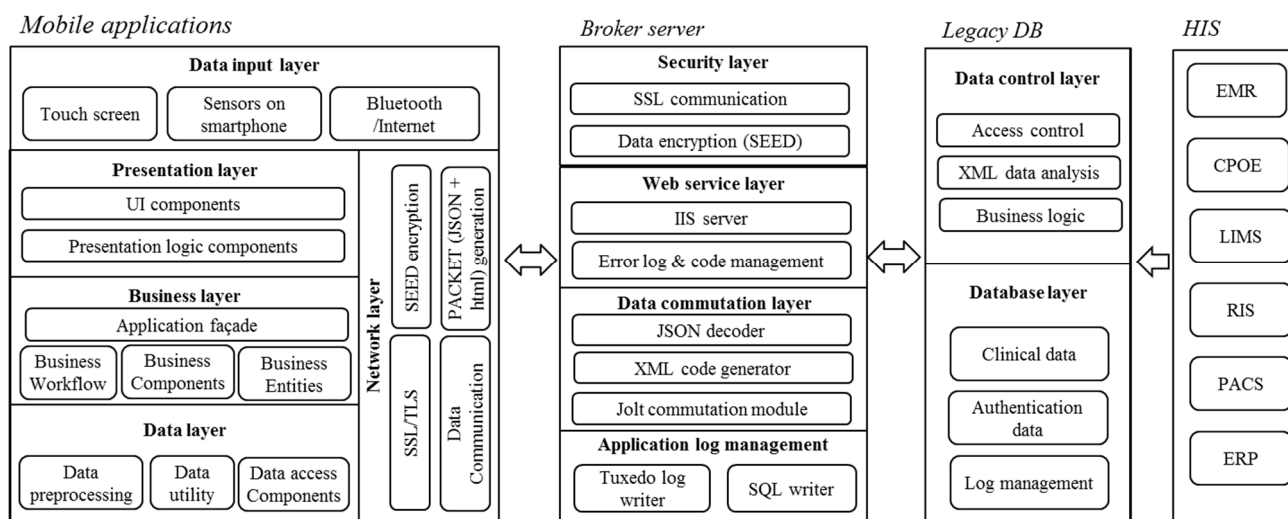 Mobile applications
Data input layer
Touch screen
Sensors on
smartphone
Bluetooth
/Internet
Presentation layer
UI components
Presentation logic components
Business layer
Application façade
Business
Workflow
Business
Components
Business
Entities
Data layer
Data
preprocessing
Data
utility
Data access
Components
Network layer
SEED encryption
PACKET (JSON +
html) generation
SSL/TLS
Data
Communication
Broker server
Security layer
SSL communication
Data encryption (SEED)
Web service layer
IIS server
Error log & code management
Data commutation layer
JSON decoder
XML code generator
Jolt commutation module
Application log management
Tuxedo log
writer
SQL writer
Legacy DB
Data control layer
Access control
XML data analysis
Business logic
Database layer
Clinical data
Authentication
data
Log management
HIS
EMR
CPOE
LIMS
RIS
PACS
ERP